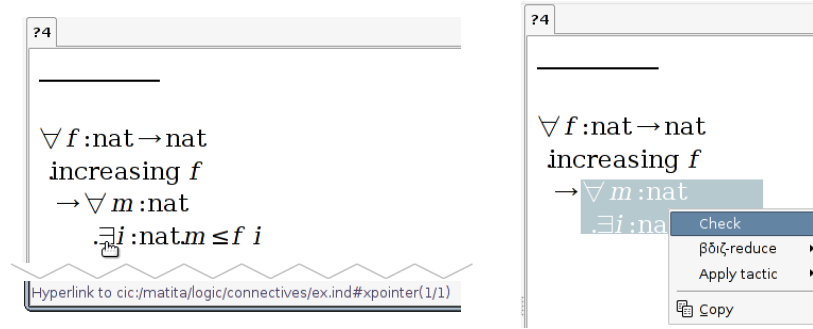 ?4
∀ f :nat→nat
.increasing f
→∀ m :nat
.∃i :nat.m ≤f i
Hyperlink to cic:/matita/logic/connectives/ex.ind#xpointer(1/1)
?4
∀ f :nat→nat
.increasing f
→∀ m :nat
.∃i :na
Check
βδιζ-reduce
Apply tactic
Copy